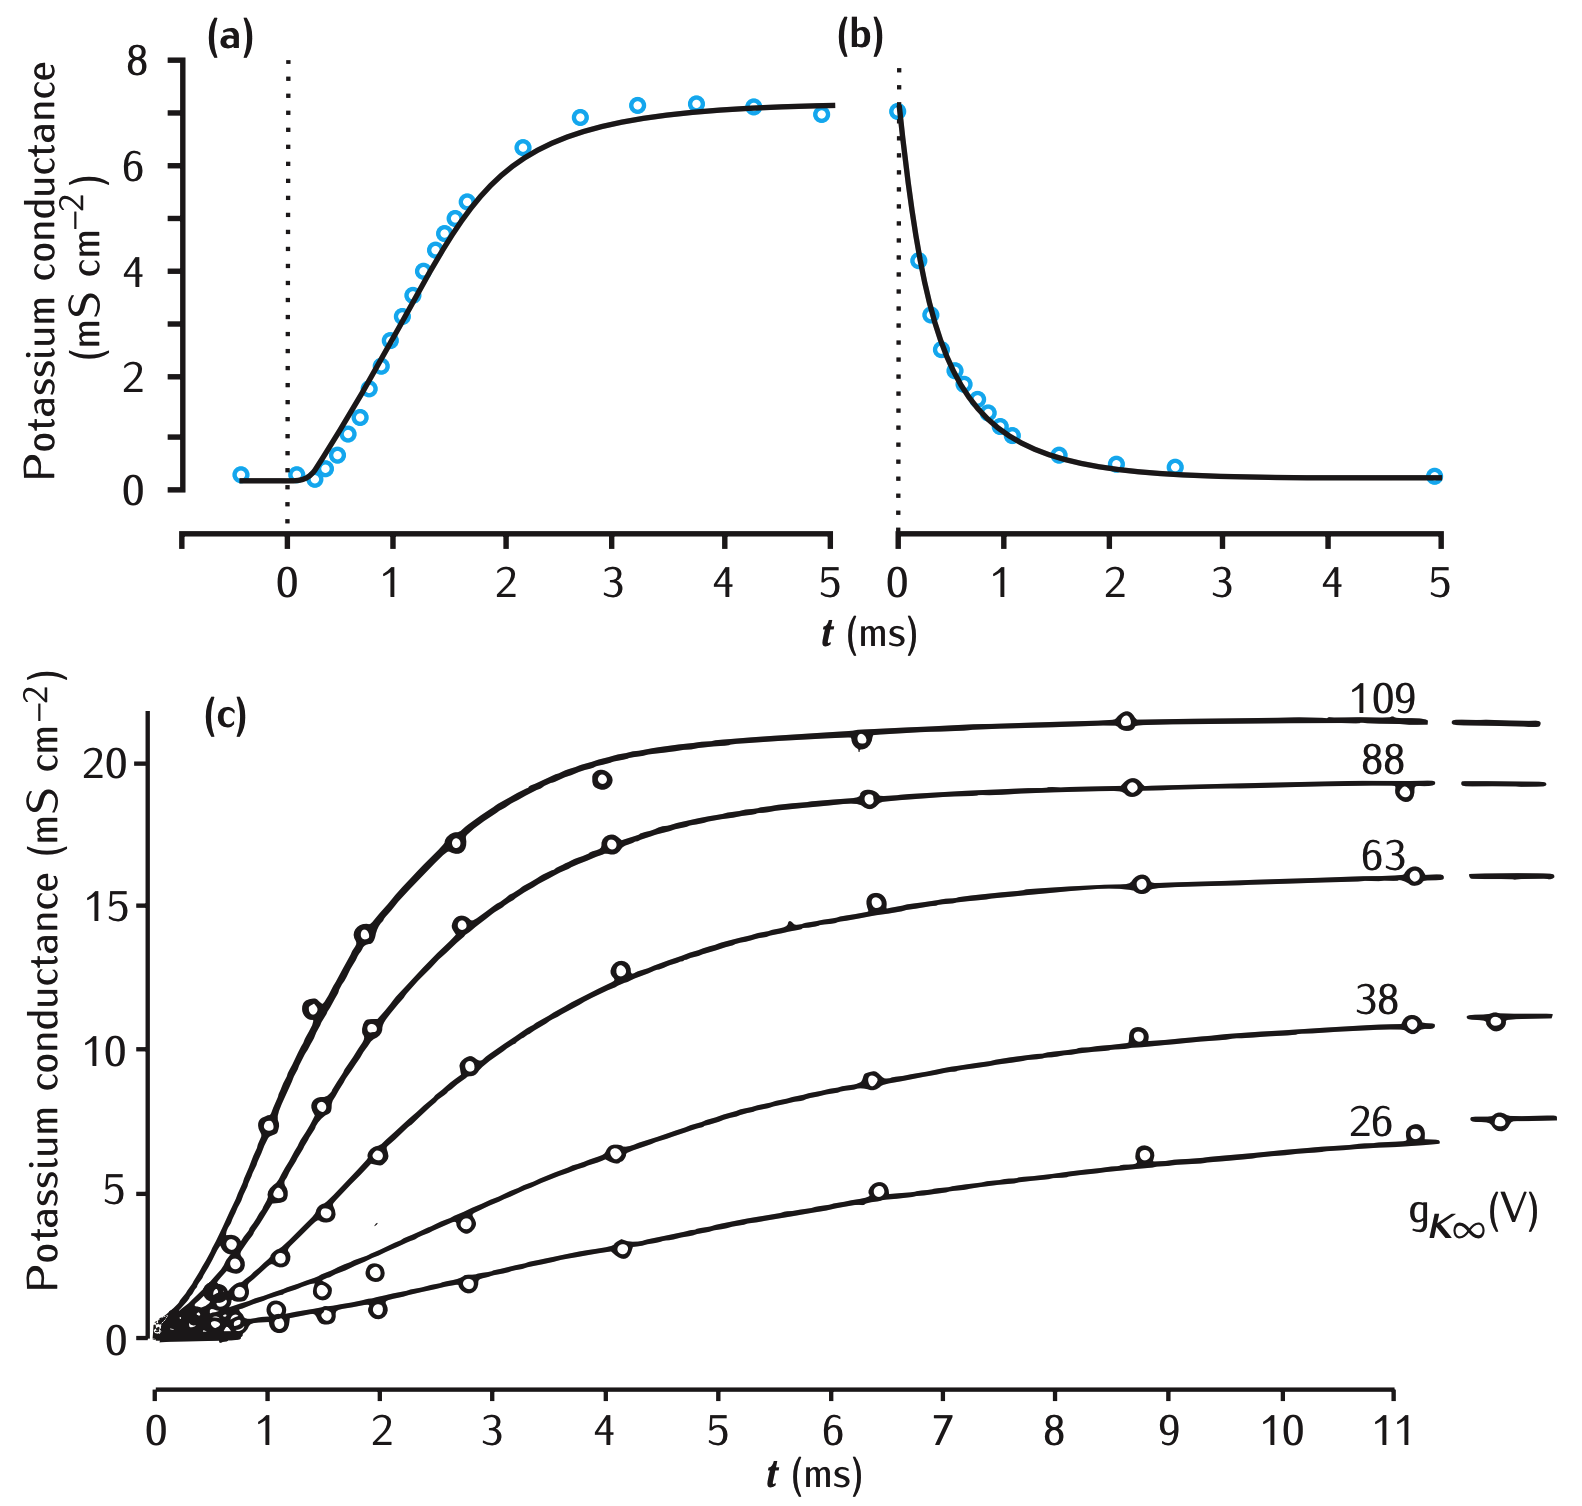 (a)
(b)
Potassium conductance
(mS cm−2)
8
6
4
2
0
0 1 2 3 4 5
0 1 2 3 4 5
t (ms)
(c)
Potassium conductance (mS cm−2)
20
15
10
5
0
109
88
63
38
26
gK∞(V)
0 1 2 3 4 5 6 7 8 9 10 11
t (ms)